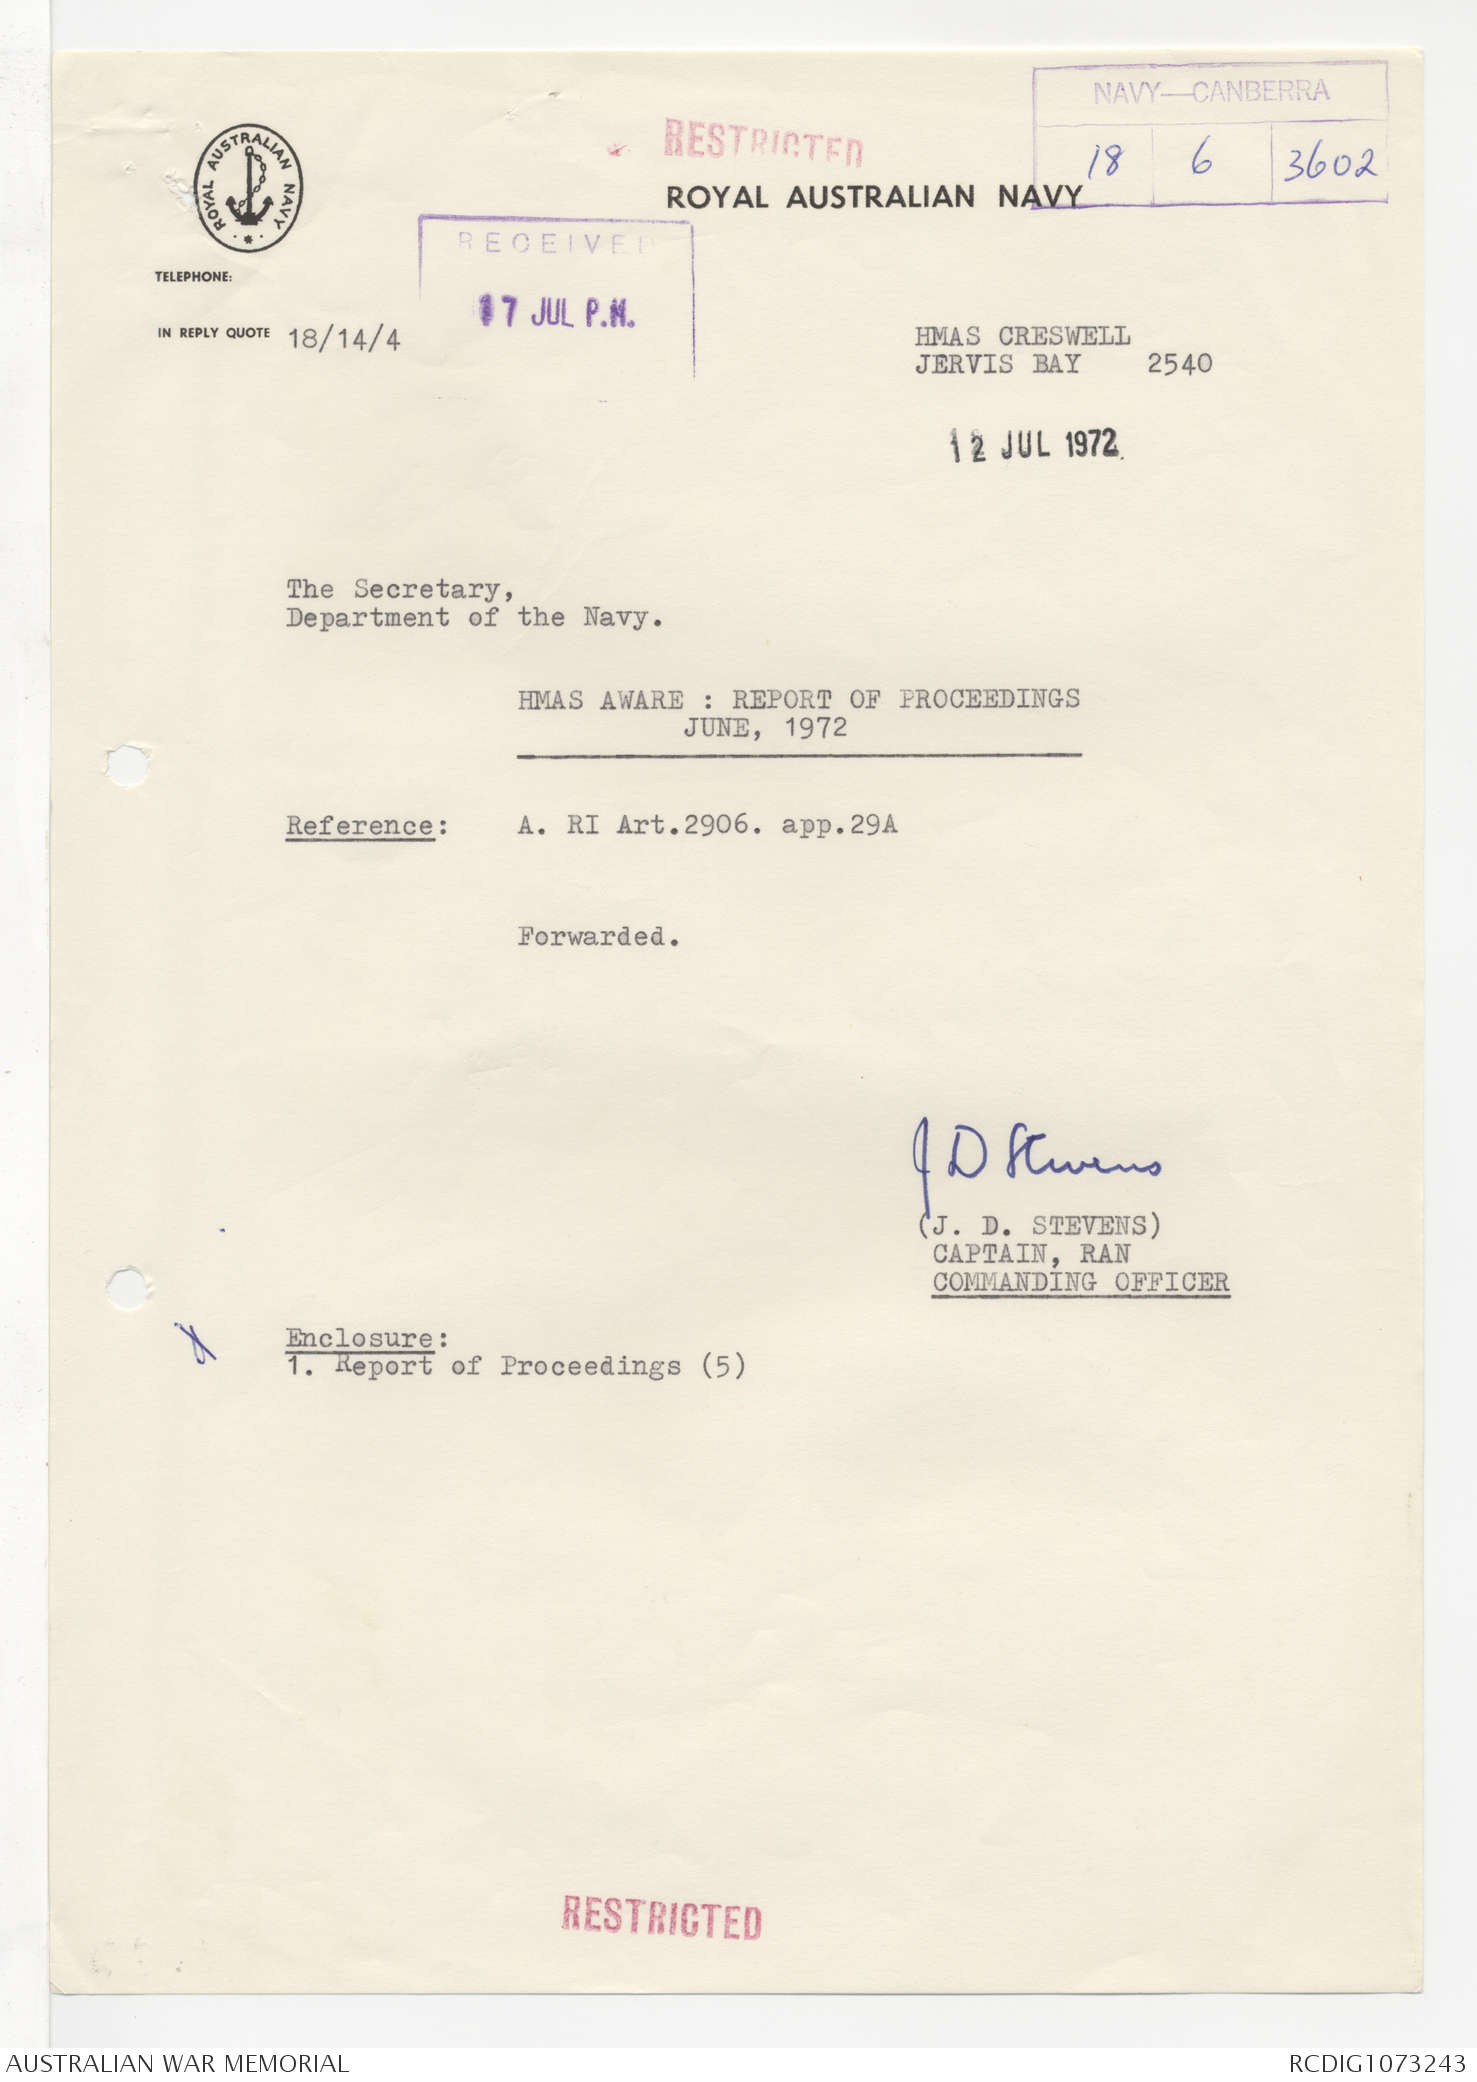 NAVY—CANBERRA
18 6 3602
RESTRICTED
ROYAL AUSTRALIAN NAVY
ROYAL AUSTRALIAN NAVY
RECEIVED
17 JUL P.M.
TELEPHONE:
IN REPLY QUOTE 18/14/4
HMAS CRESWELL
JERVIS BAY 2540
12 JUL 1972
The Secretary,
Department of the Navy.
HMAS AWARE : REPORT OF PROCEEDINGS
JUNE, 1972
Reference: A. RI Art.2906. app.29A
Forwarded.
J D Stevens
(J. D. STEVENS)
CAPTAIN, RAN
COMMANDING OFFICER
Enclosure:
1. Report of Proceedings (5)
RESTRICTED
AUSTRALIAN WAR MEMORIAL
RCDIG1073243